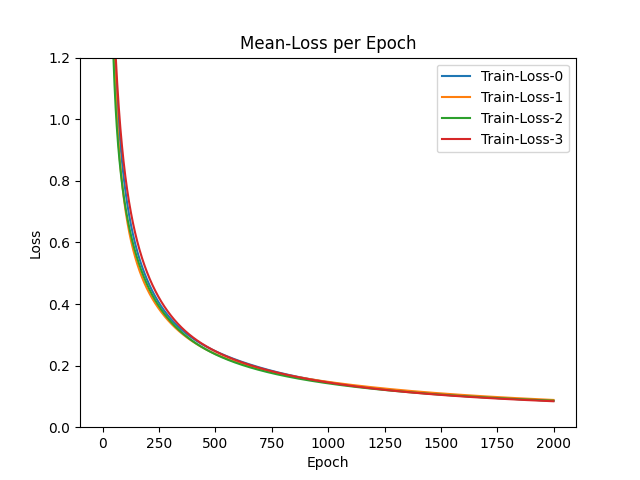 Mean-Loss per Epoch
1.2
1.0
0.8
0.6
0.4
0.2
0.0
Loss
Train-Loss-0
Train-Loss-1
Train-Loss-2
Train-Loss-3
0 250 500 750 1000 1250 1500 1750 2000
Epoch